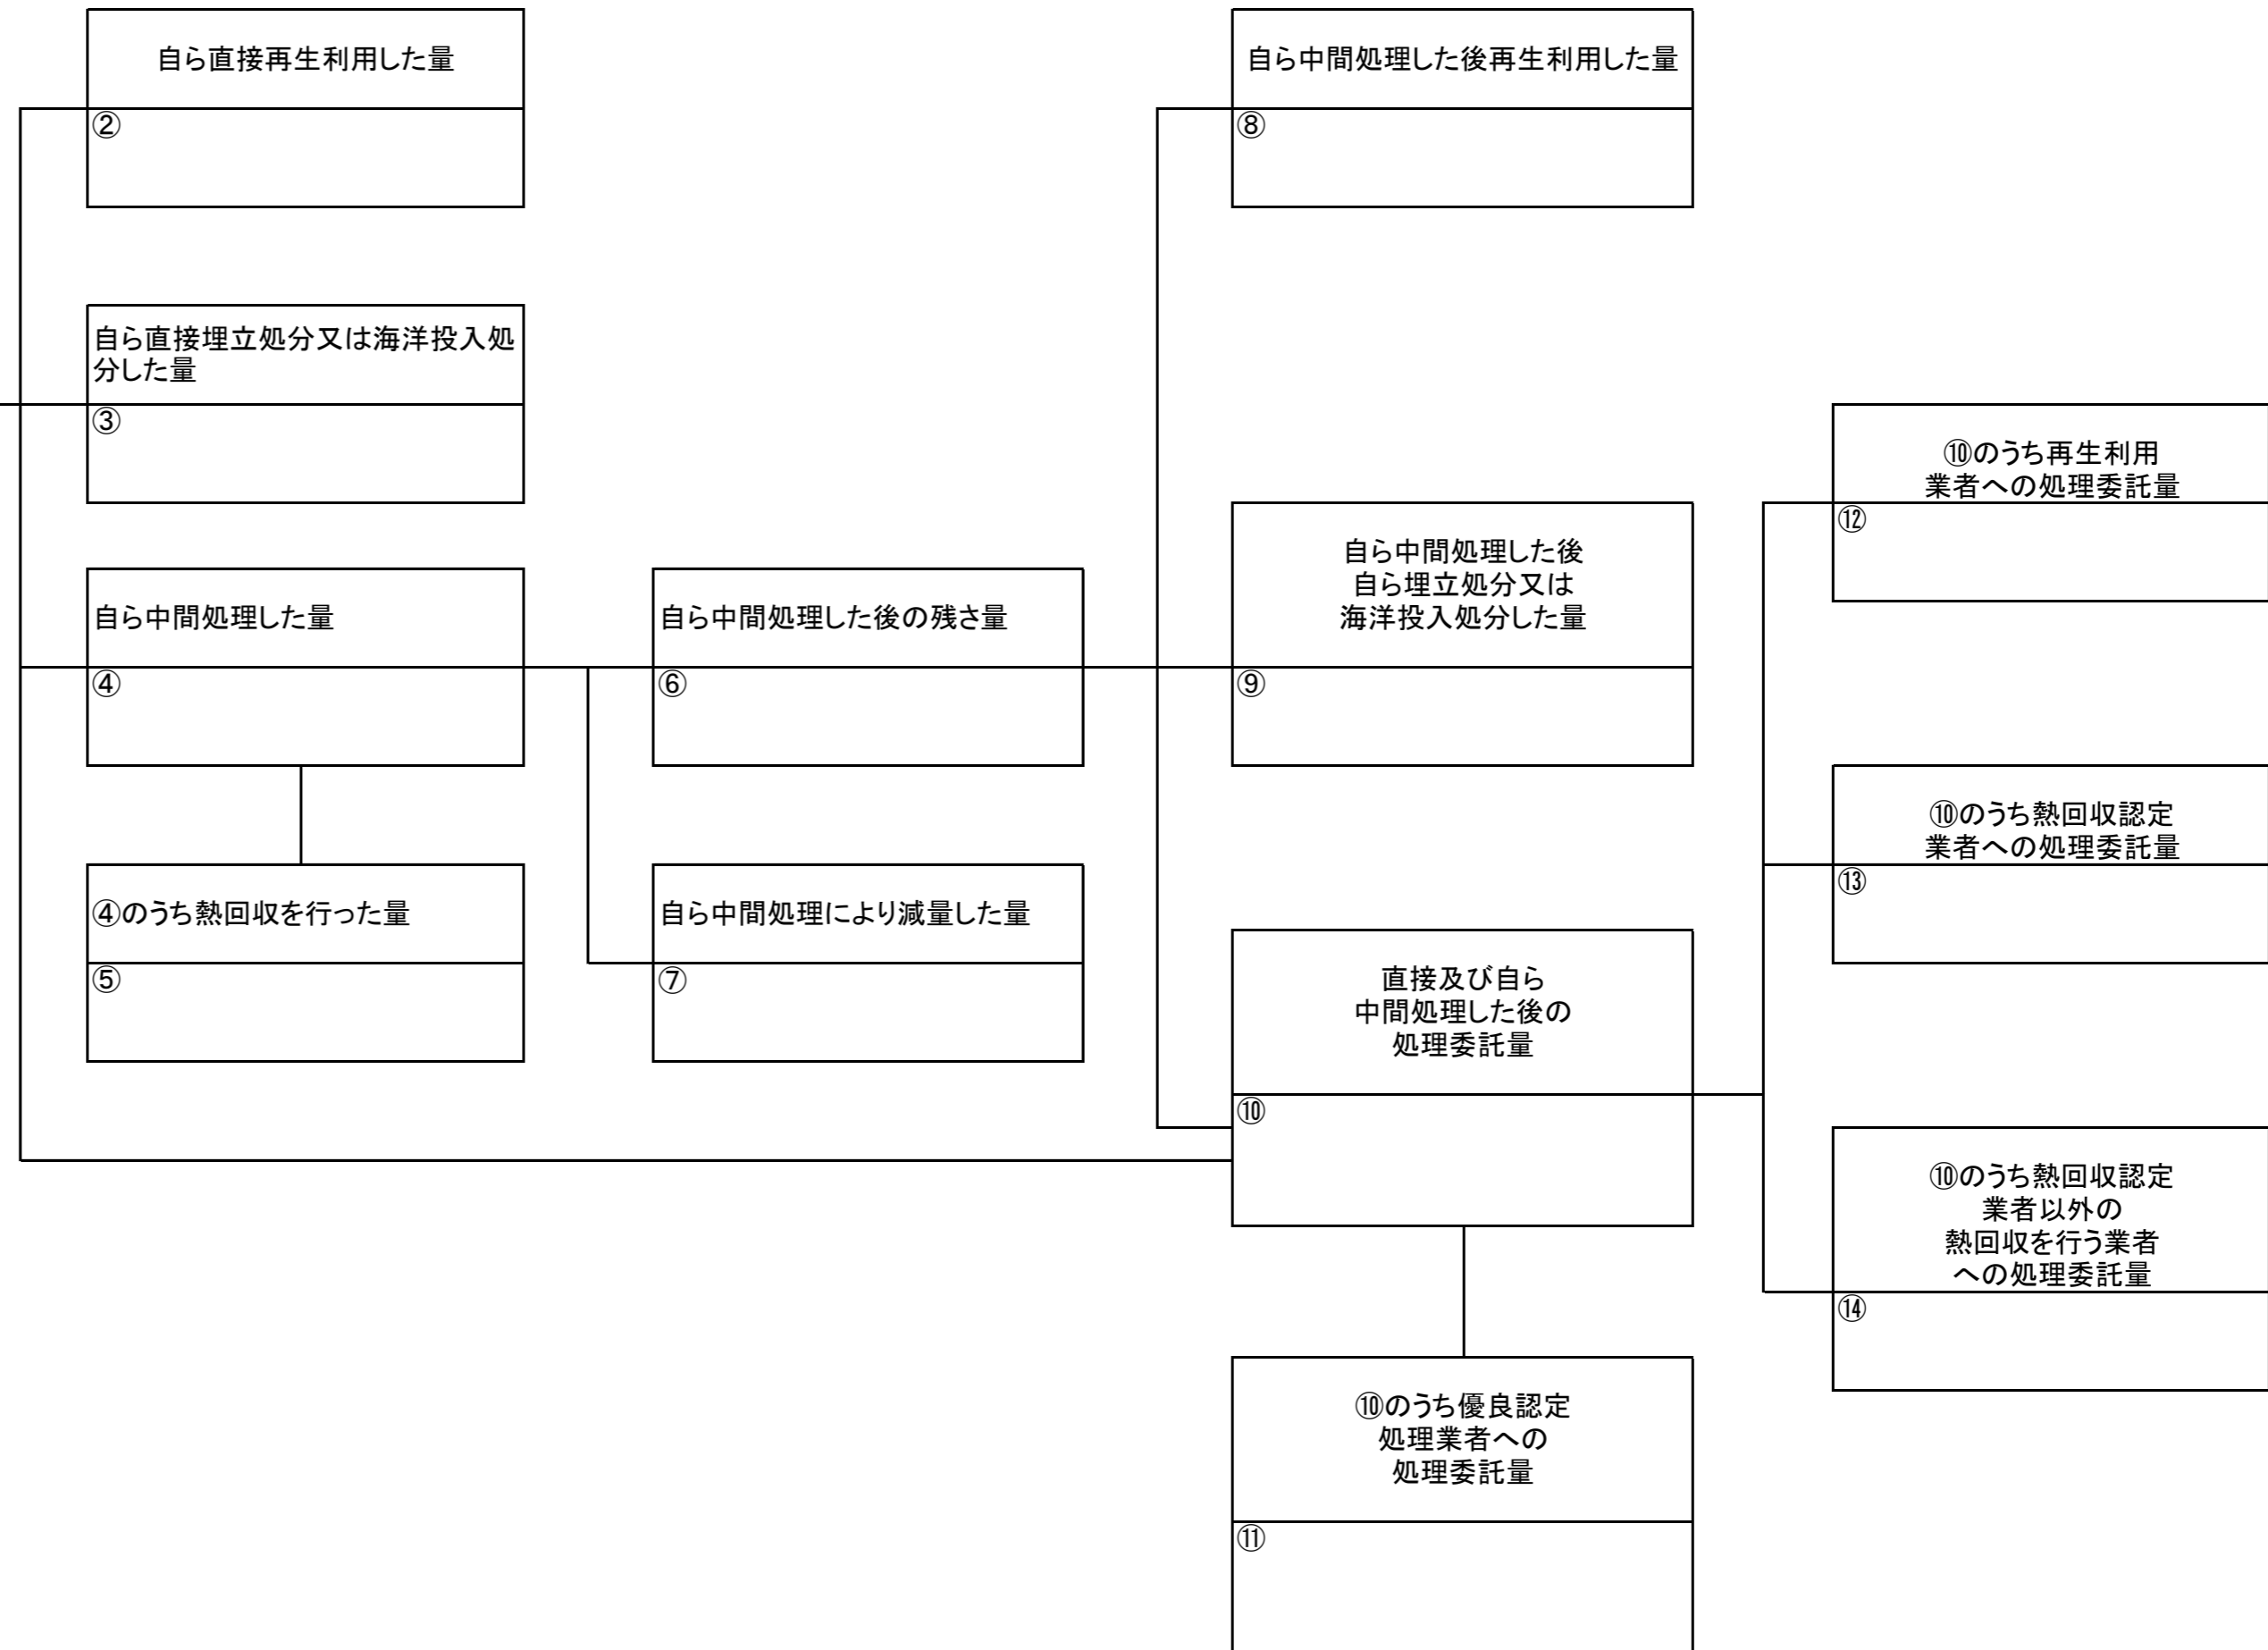 自ら直接再生利用した量
②
自ら直接埋立処分又は海洋投入処
分した量
③
自ら中間処理した量
④
④のうち熱回収を行った量
⑤
自ら中間処理した後の残さ量
⑥
自ら中間処理により減量した量
⑦
自ら中間処理した後再生利用した量
⑧
自ら中間処理した後
自ら埋立処分又は
海洋投入処分した量
⑨
直接及び自ら
中間処理した後の
処理委託量
⑩
⑩のうち優良認定
処理業者への
処理委託量
⑪
⑩のうち再生利用
業者への処理委託量
⑫
⑩のうち熱回収認定
業者への処理委託量
⑬
⑩のうち熱回収認定
業者以外の
熱回収を行う業者
への処理委託量
⑭